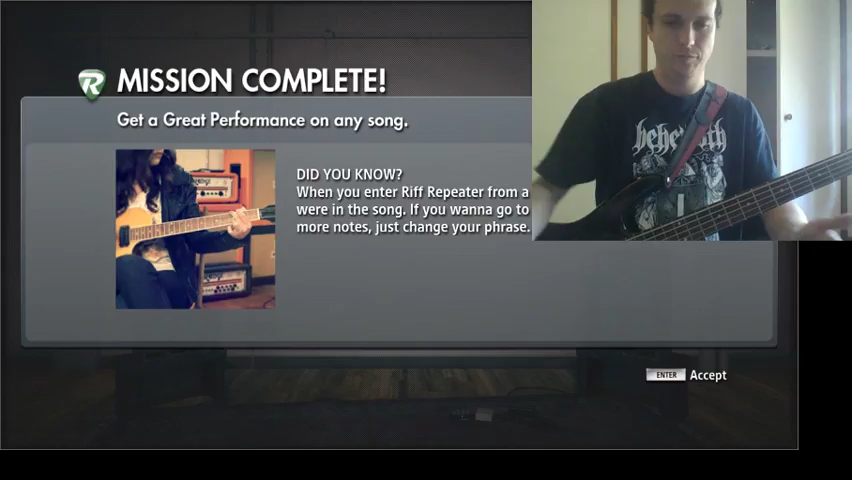 MISSION COMPLETE!
Get a Great Performance on any song.
DID YOU KNOW?
When you enter Riff Repeater from a
were in the song. If you wanna go to
more notes, just change your phrase.
behemoth
ENTER Accept